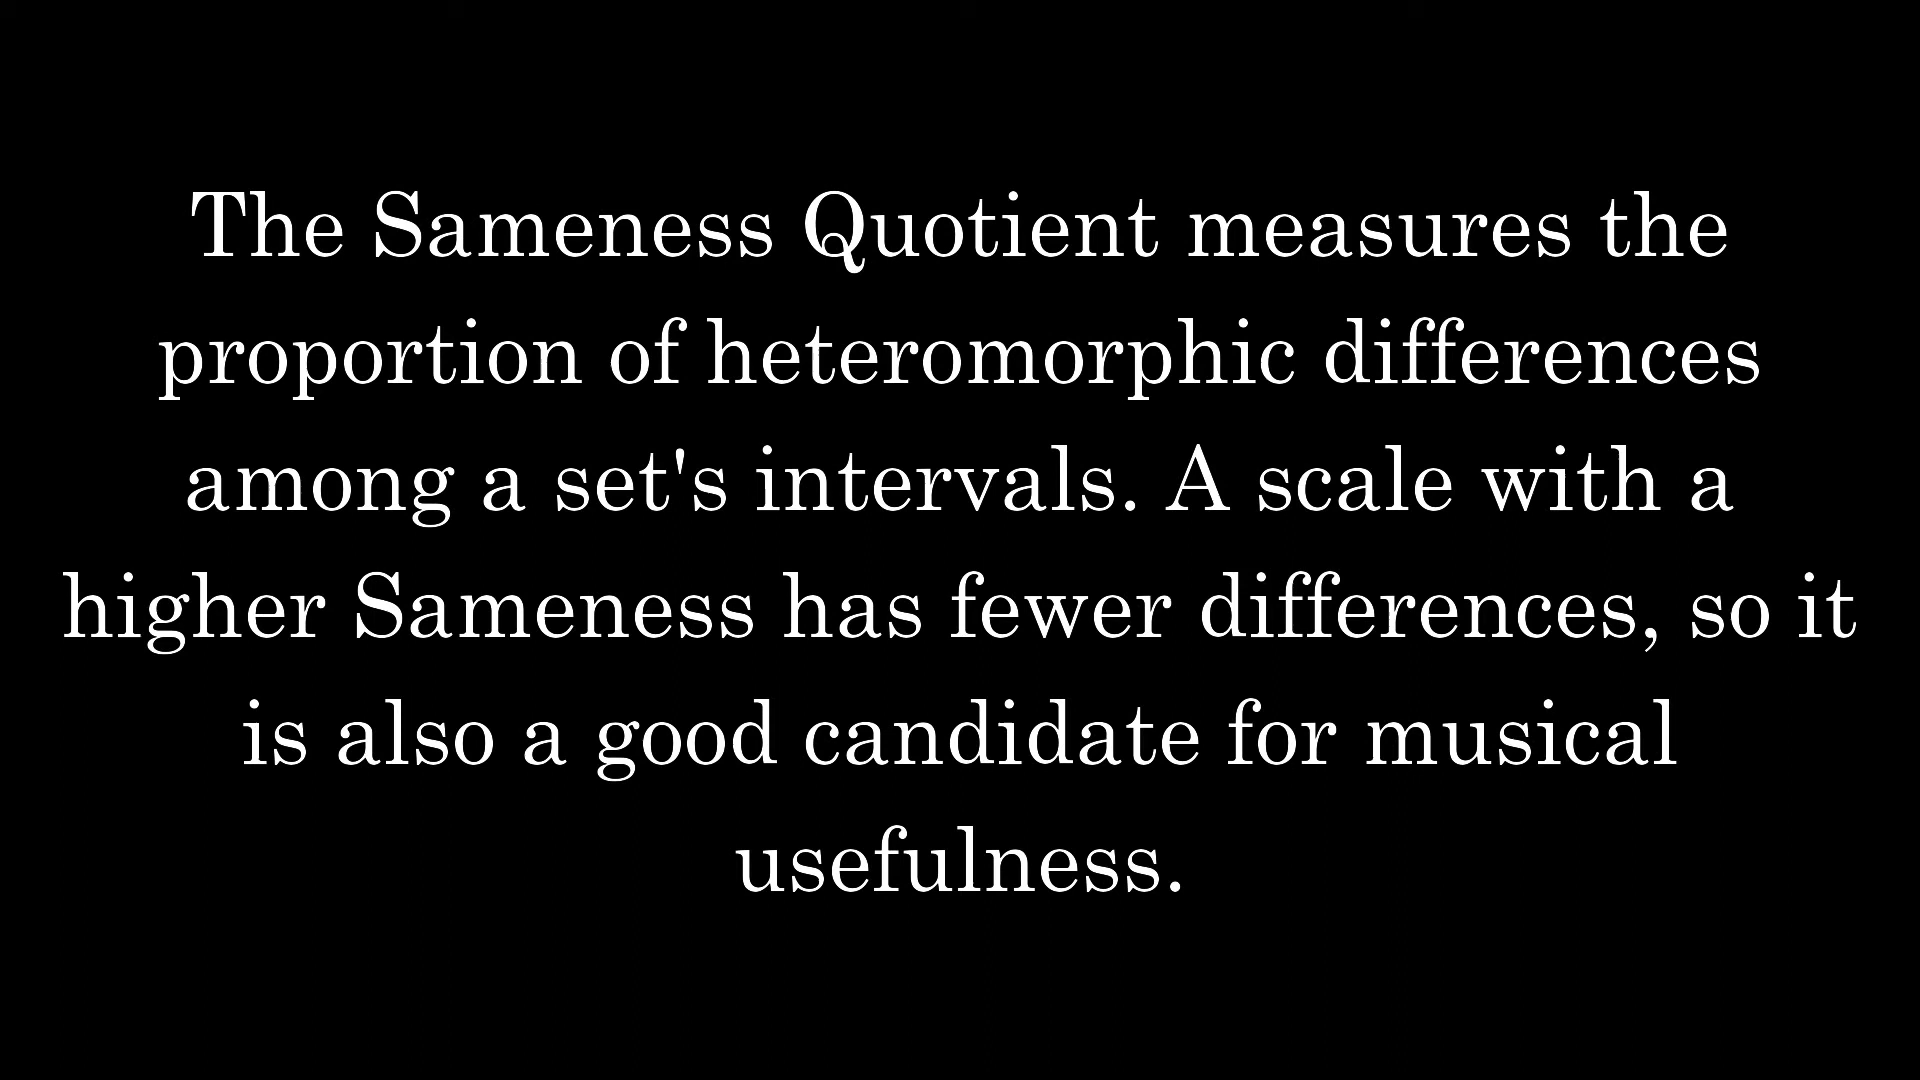 The Sameness Quotient measures the
proportion of heteromorphic differences
among a set's intervals. A scale with a
higher Sameness has fewer differences, so it
is also a good candidate for musical
usefulness.